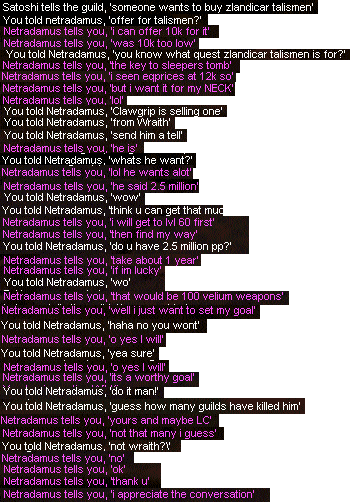 Satoshi tells the guild, 'someone wants to buy zlandicar talismen'
You told netradamus, 'offer for talismen?'
Netradamus tells you, 'i can offer 10k for it'
Netradamus tells you, 'was 10k too low'
You told Netradamus, 'you know what quest zlandicar talismen is for?'
Netradamus tells you, 'the key to sleepers tomb'
Netradamus tells you, 'i seen eqprices at 12k so'
Netradamus tells you, 'but i want it for my NECK'
Netradamus tells you, 'lol'
You told Netradamus, 'Clawgrip is selling one'
You told Netradamus, 'from Wraith'
You told Netradamus, 'send him a tell'
Netradamus tells you, 'he is'
You told Netradamus, 'whats he want?'
Netradamus tells you, 'lol he wants alot'
Netradamus tells you, 'he said 2.5 million'
You told Netradamus, 'wow'
You told Netradamus, 'think u can get that muc
Netradamus tells you, 'i will get to lvl 60 first'
Netradamus tells you, 'then find my way'
You told Netradamus, 'do u have 2.5 million pp?'
Netradamus tells you, 'take about 1 year'
Netradamus tells you, 'if im lucky'
You told Netradamus, 'wo'
Netradamus tells you, 'that would be 100 velium weapons'
Netradamus tells you, 'well i just want to set my goal'
You told Netradamus, 'haha no you wont'
Netradamus tells you, 'o yes I will'
You told Netradamus, 'yea sure'
Netradamus tells you, 'o yes I will'
Netradamus tells you, 'its a worthy goal'
You told Netradamus, 'do it man!'
You told Netradamus, 'guess how many guilds have killed him'
Netradamus tells you, 'yours and maybe LC'
Netradamus tells you, 'not that many i guess'
You told Netradamus, 'not wraith?\'
Netradamus tells you, 'no'
Netradamus tells you, 'ok'
Netradamus tells you, 'thank u'
Netradamus tells you, 'i appreciate the conversation'